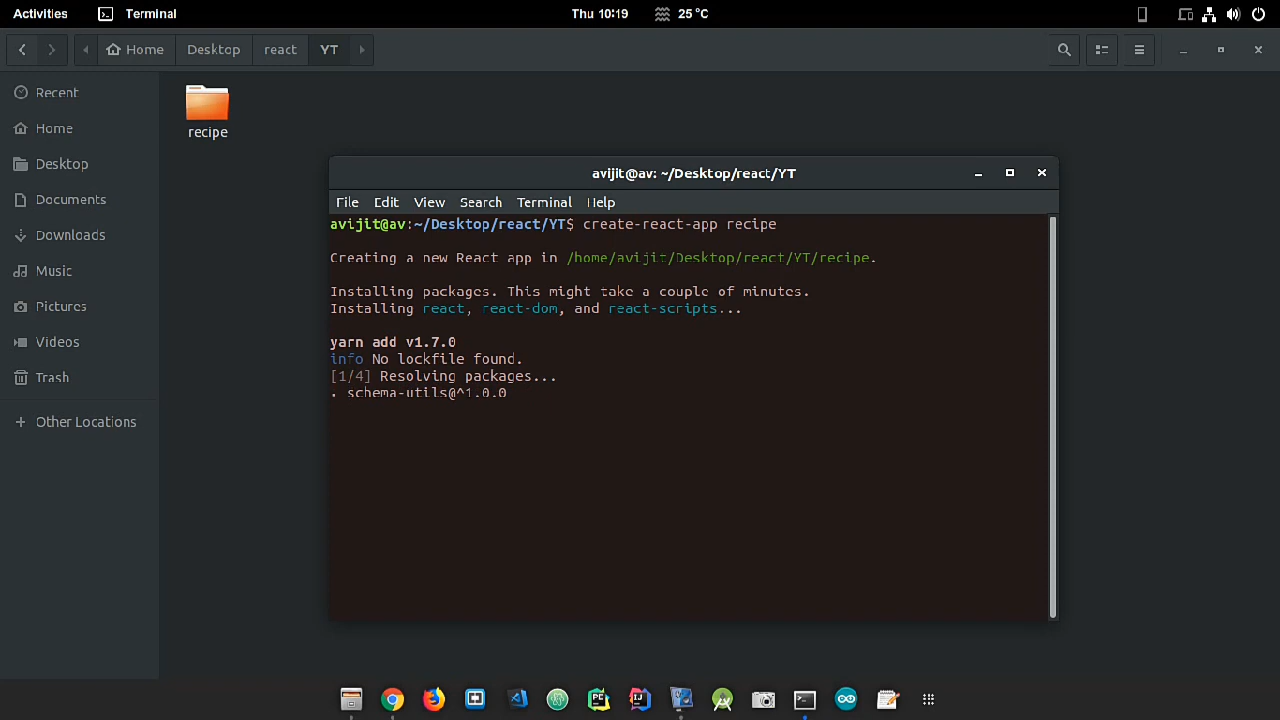 Activities
Terminal
Thu 10:19
25 °C
Home
Desktop
react
YT
Recent
Home
Desktop
Documents
Downloads
Music
Pictures
Videos
Trash
Other Locations
recipe
avijit@av: ~/Desktop/react/YT
File Edit View Search Terminal Help
avijit@av:~/Desktop/react/YT$ create-react-app recipe
Creating a new React app in /home/avijit/Desktop/react/YT/recipe.
Installing packages. This might take a couple of minutes.
Installing react, react-dom, and react-scripts...
yarn add v1.7.0
info No lockfile found.
[1/4] Resolving packages...
. schema-utils@^1.0.0
PC
IJ